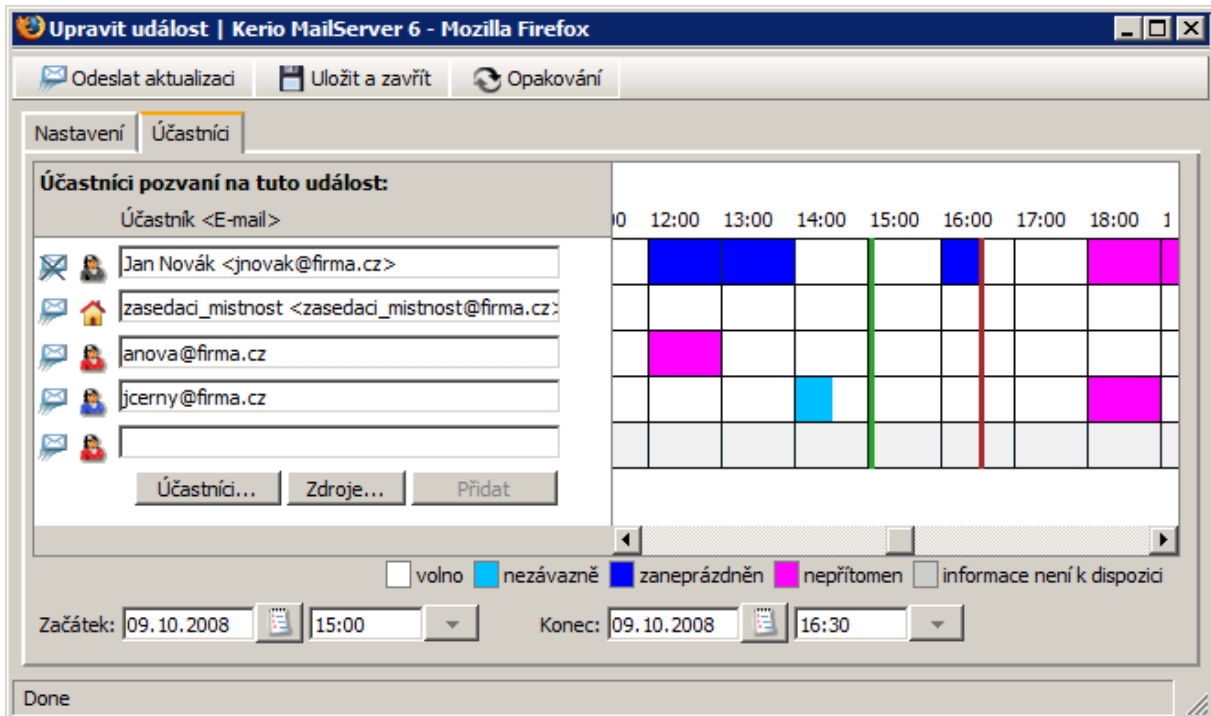 Upravit událost | Kerio MailServer 6 - Mozilla Firefox
Odeslat aktualizaci Uložit a zavřít Opakování
Nastavení Účastníci
Účastníci pozvaní na tuto událost:
Účastník <E-mail> 12:00 13:00 14:00 15:00 16:00 17:00 18:00 1
Jan Novák <jnovak@firma.cz>
zasedaci_mistnost <zasedaci_mistnost@firma.cz>
anova@firma.cz
jcerny@firma.cz
Účastníci... Zdroje... Přidat
volno nezávazně zaneprázdněn nepřítomen informace není k dispozici
Začátek: 09.10.2008 15:00 Konec: 09.10.2008 16:30
Done